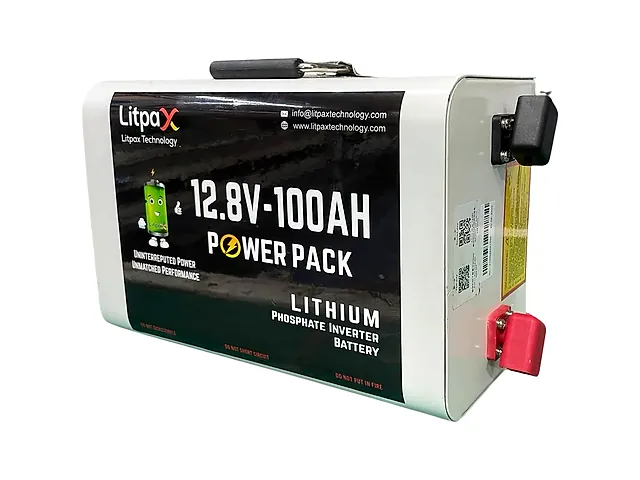 Litpax
Litpax Technology
info@litpaxtechnology.com
www.litpaxtechnology.com
12.8V-100AH
POWER PACK
Uninterreputed Power
Unmatched Performance
LITHIUM
Phosphate Inverter
Battery
DO NOT SHORT CIRCUIT
DO NOT PUT IN FIRE